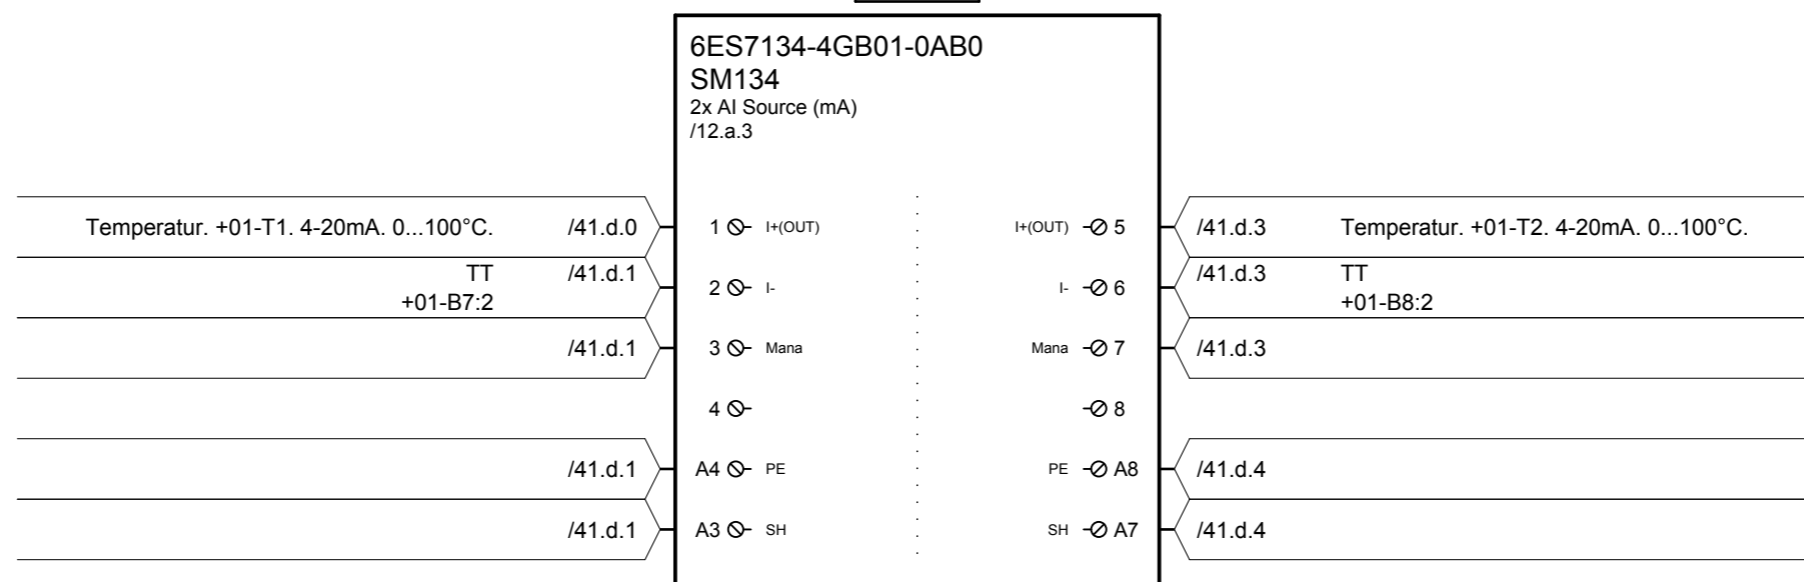 6ES7134-4GB01-0AB0
SM134
2x AI Source (mA)
/12.a.3
Temperatur. +01-T1. 4-20mA. 0...100°C. /41.d.0 1 I+(OUT) I+(OUT) 5 /41.d.3 Temperatur. +01-T2. 4-20mA. 0...100°C.
TT /41.d.1 2 I- I- 6 /41.d.3 TT
+01-B7:2 +01-B8:2
/41.d.1 3 Mana Mana 7 /41.d.3
4 8
/41.d.1 A4 PE PE A8 /41.d.4
/41.d.1 A3 SH SH A7 /41.d.4